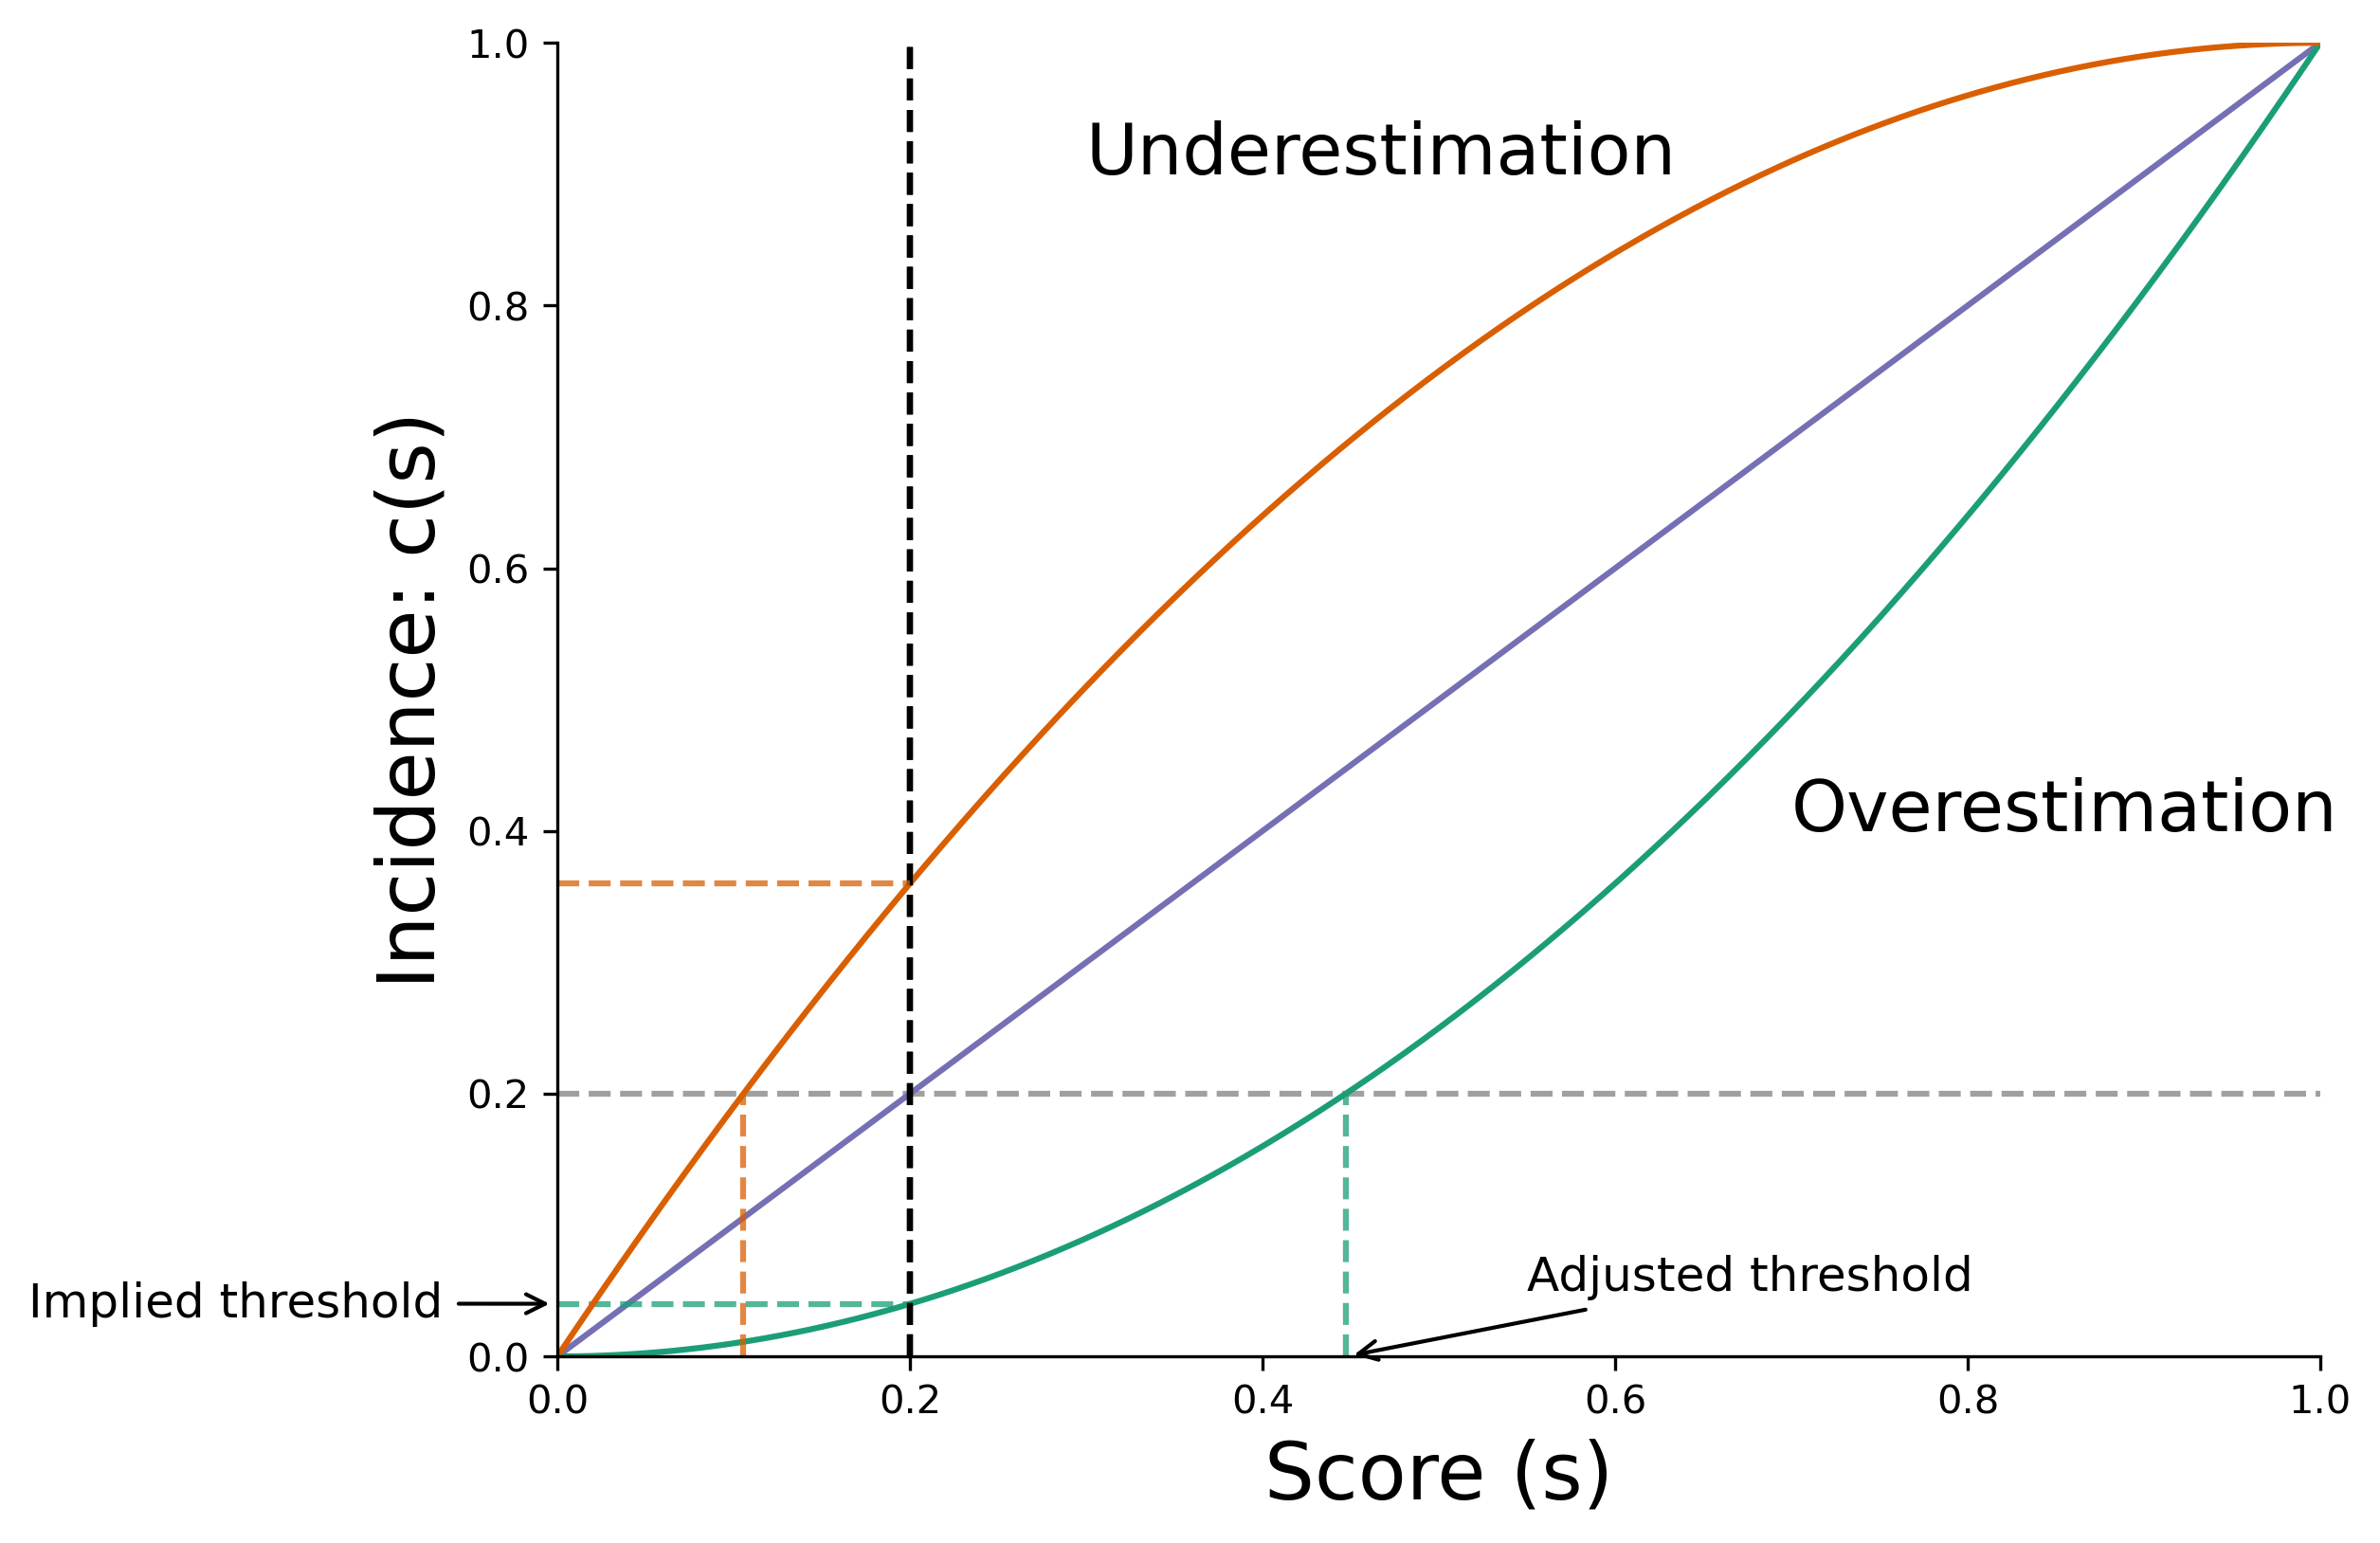 1.0
Underestimation
0.8
0.6
Incidence: c(s)
0.4
Overestimation
0.2
Adjusted threshold
Implied threshold
0.0
0.0 0.2 0.4 0.6 0.8 1.0
Score (s)